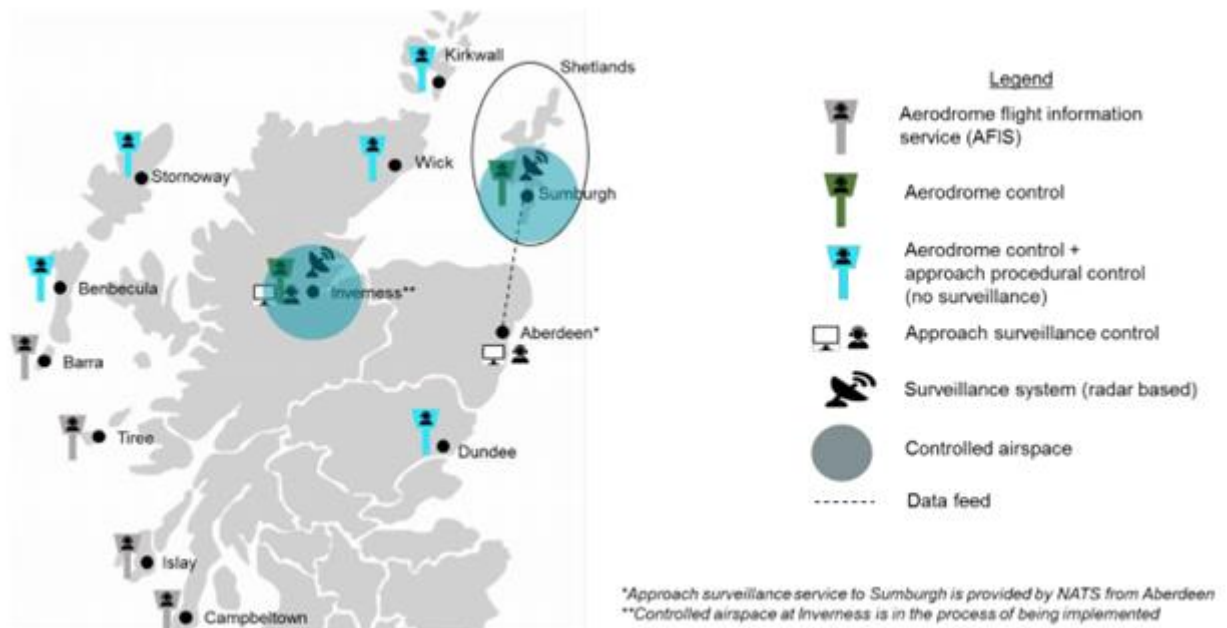 Kirkwall
Shetlands
Wick
Stornoway
Sumburgh
Benbecula
Inverness**
Aberdeen*
Barra
Tiree
Dundee
Islay
Campbeltown
Legend
Aerodrome flight information
service (AFIS)
Aerodrome control
Aerodrome control +
approach procedural control
(no surveillance)
Approach surveillance control
Surveillance system (radar based)
Controlled airspace
Data feed
*Approach surveillance service to Sumburgh is provided by NATS from Aberdeen
**Controlled airspace at Inverness is in the process of being implemented